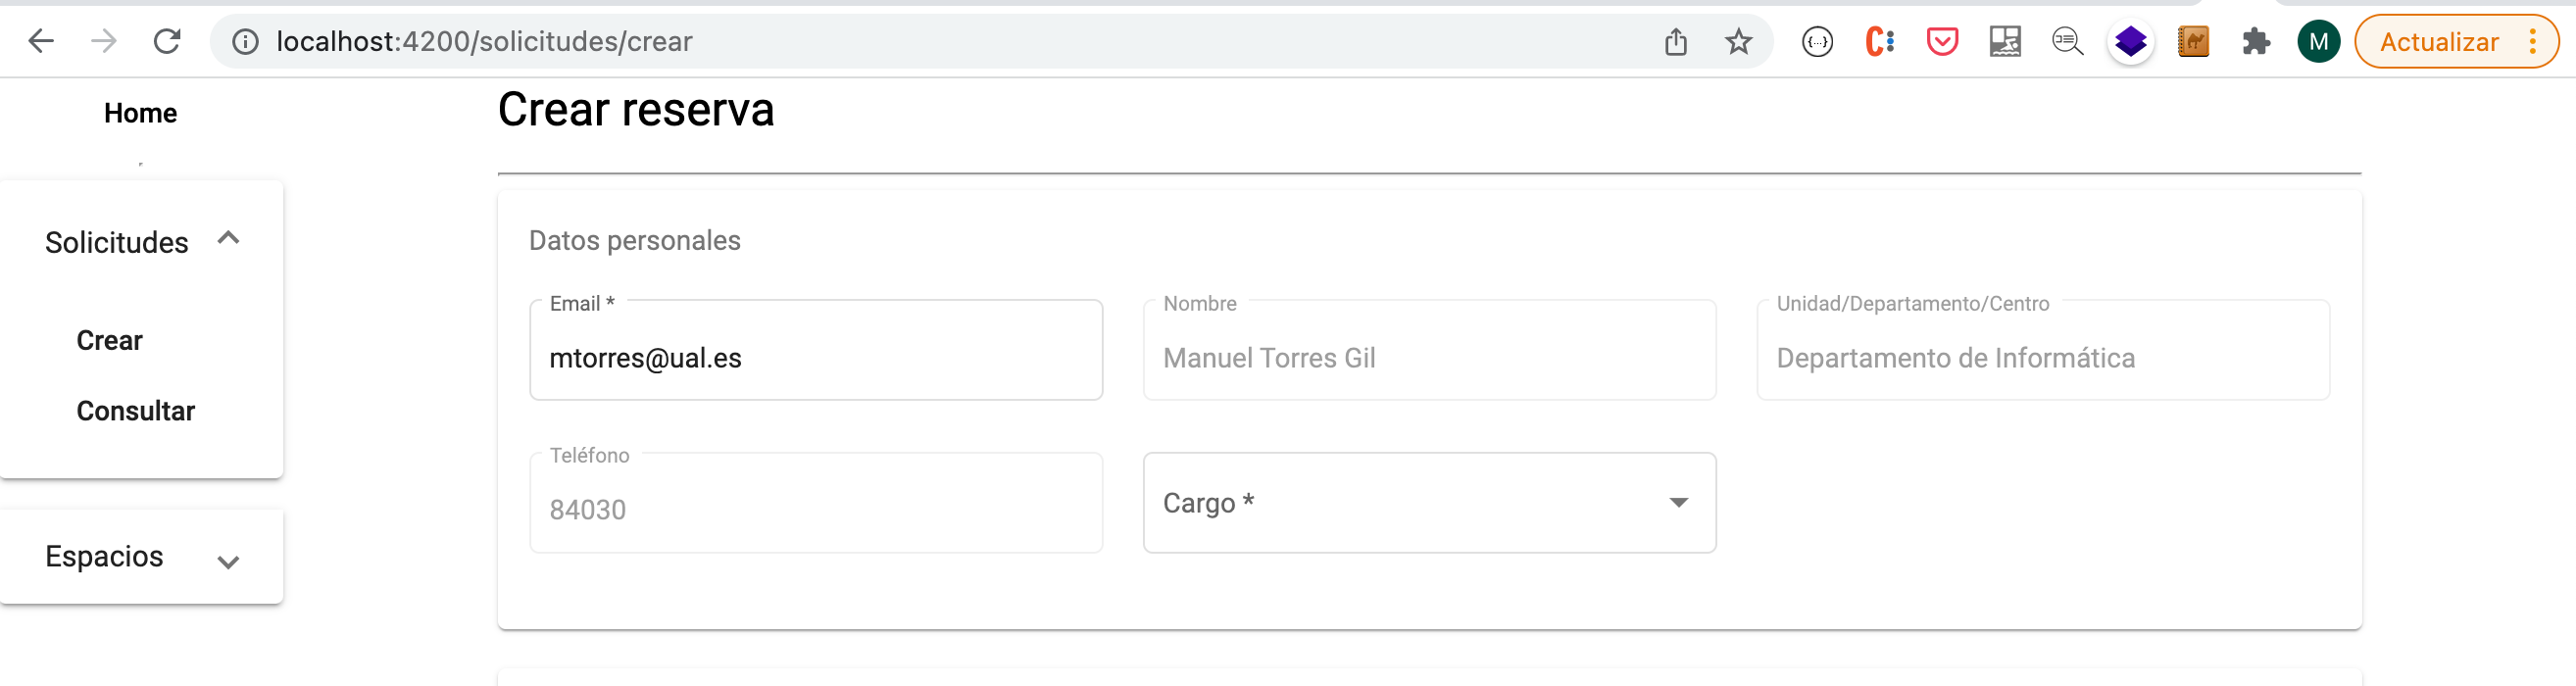 localhost:4200/solicitudes/crear
M
Actualizar
Home
Crear reserva
Solicitudes
Crear
Consultar
Espacios
Datos personales
Email *
mtorres@ual.es
Nombre
Manuel Torres Gil
Unidad/Departamento/Centro
Departamento de Informática
Teléfono
84030
Cargo *